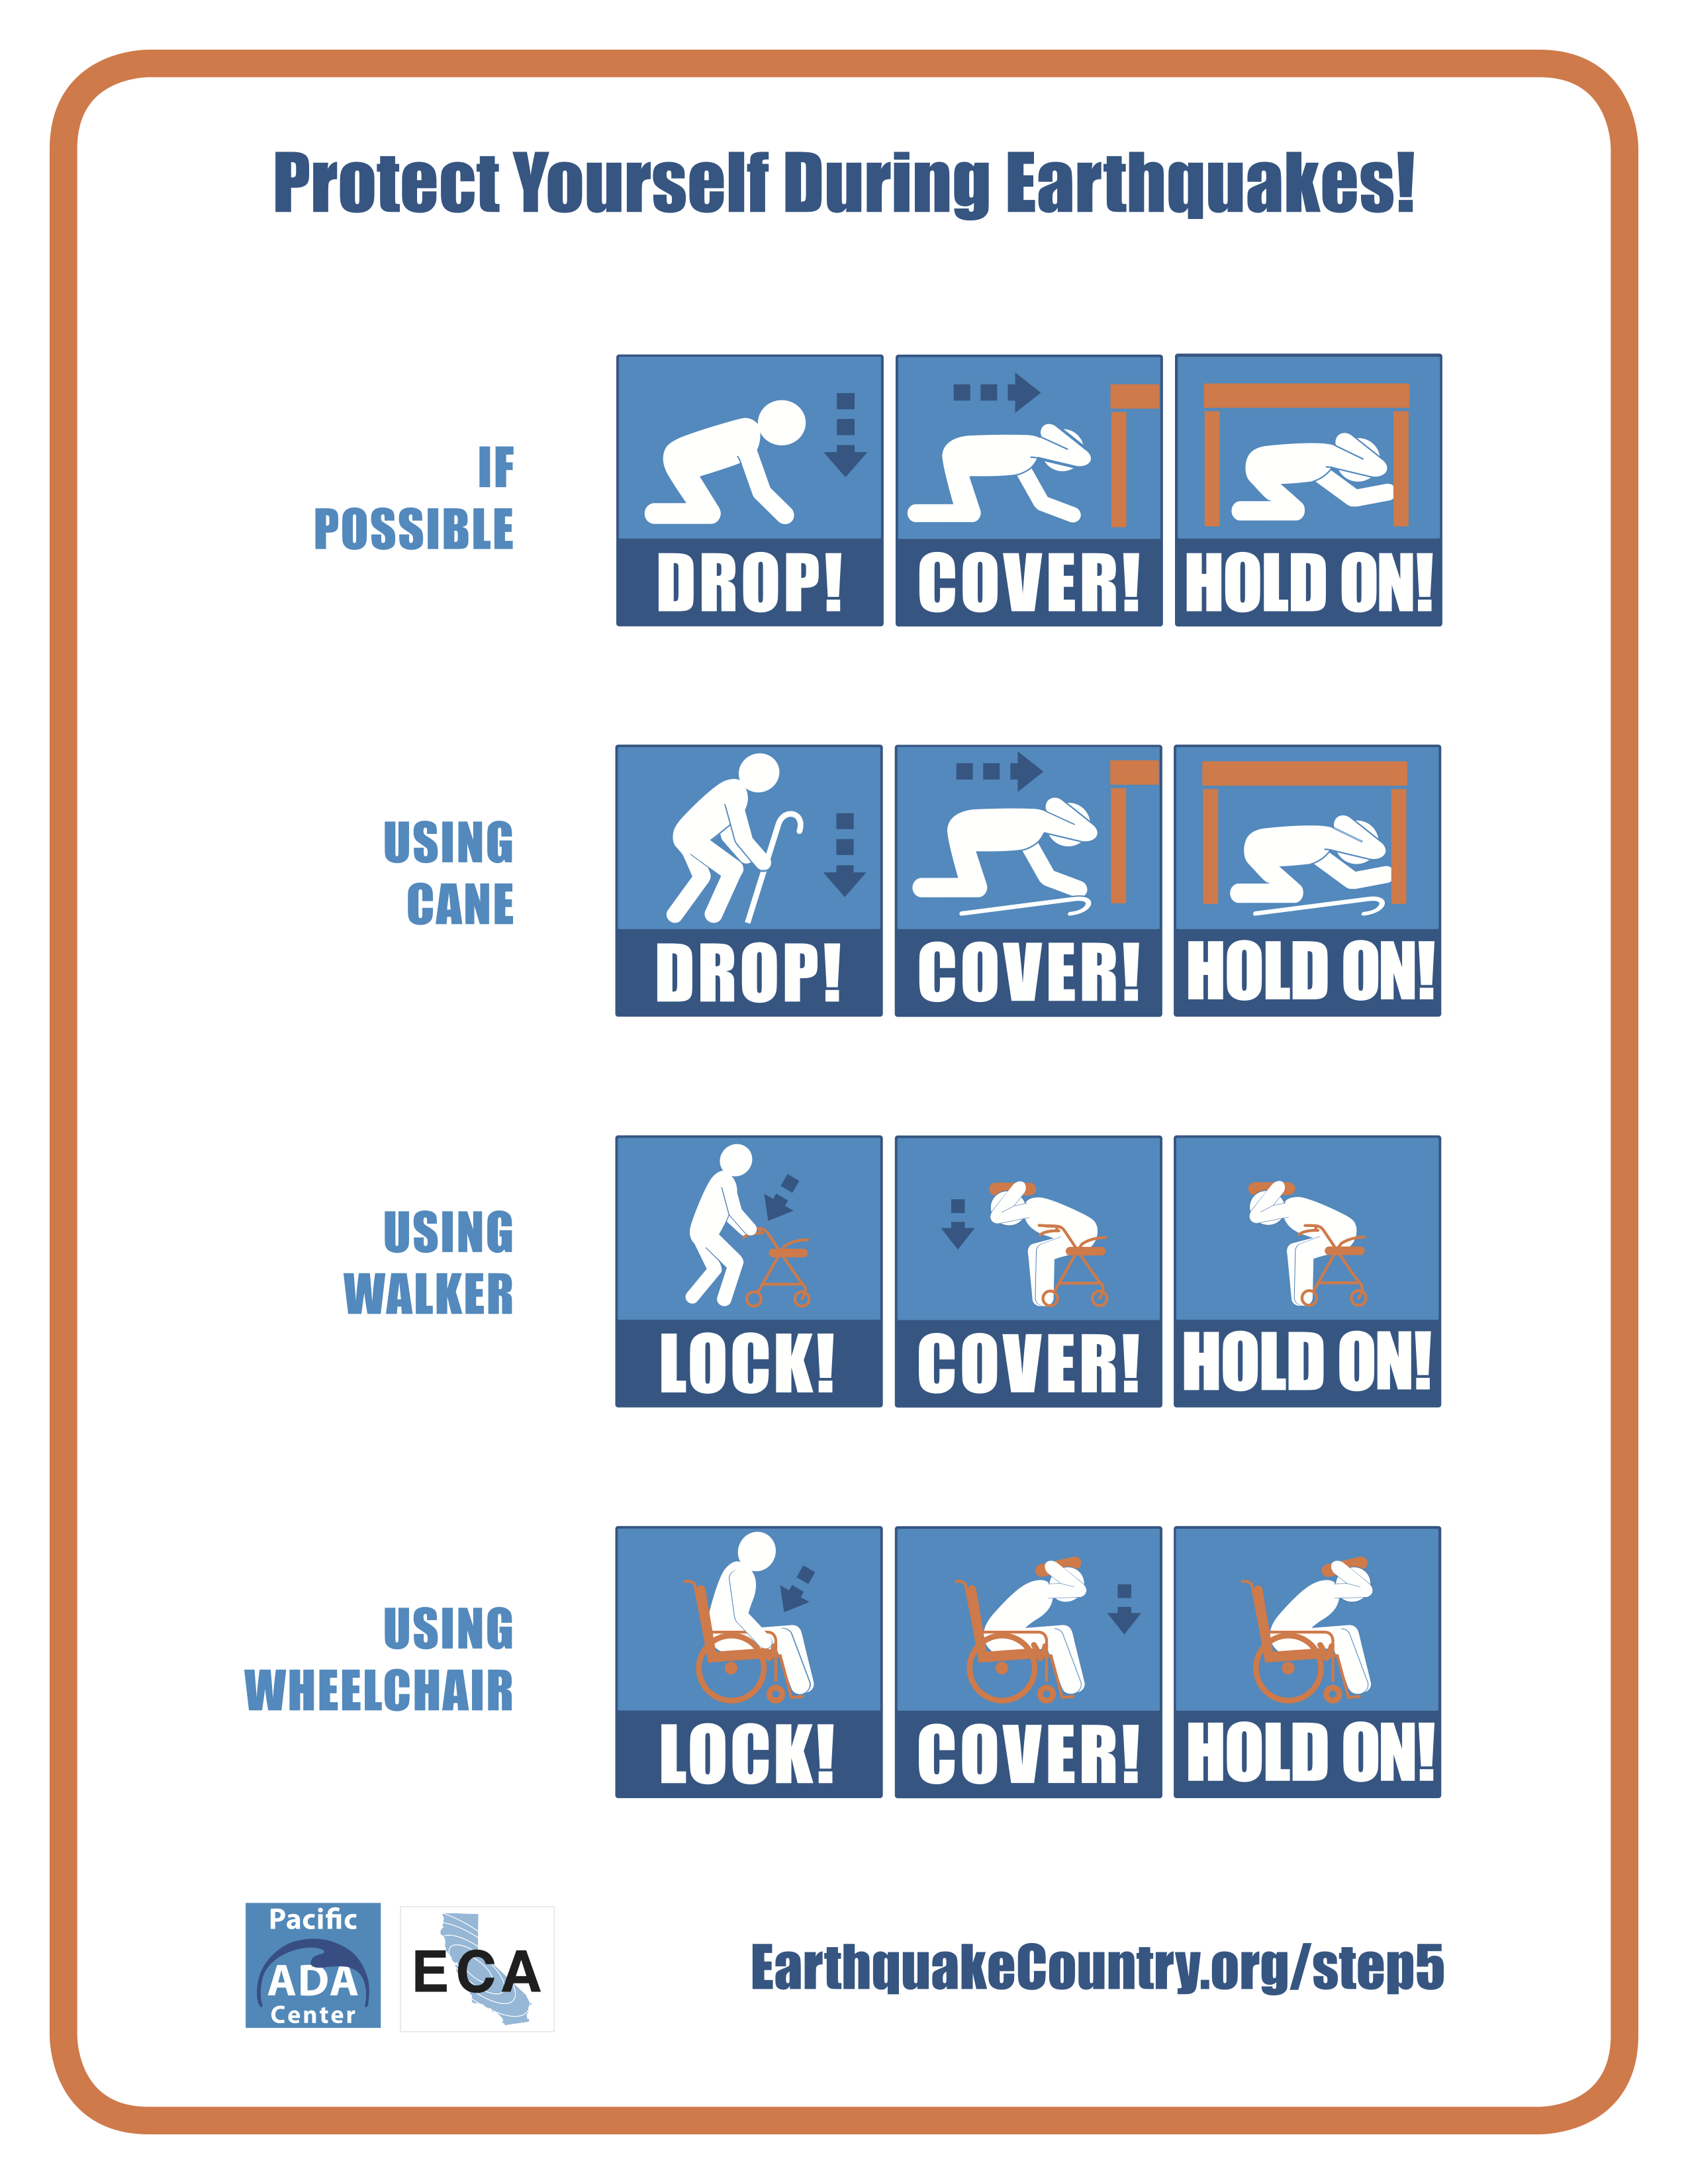 Protect Yourself During Earthquakes!
IF
POSSIBLE
DROP!
COVER!
HOLD ON!
USING
CANE
DROP!
COVER!
HOLD ON!
USING
WALKER
LOCK!
COVER!
HOLD ON!
USING
WHEELCHAIR
LOCK!
COVER!
HOLD ON!
Pacific
ADA
Center
ECA
EarthquakeCountry.org/step5